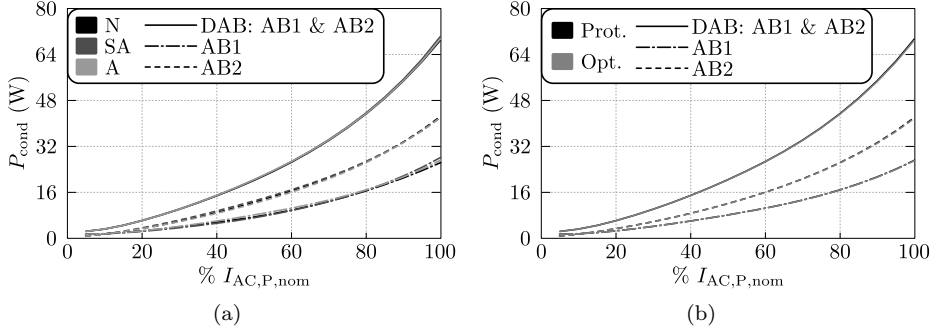 80
64
48
32
16
0
P_cond (W)
N
SA
A
DAB: AB1 & AB2
AB1
AB2
0 20 40 60 80 100
% I_AC,P,nom
(a)
80
64
48
32
16
0
P_cond (W)
Prot.
Opt.
DAB: AB1 & AB2
AB1
AB2
0 20 40 60 80 100
% I_AC,P,nom
(b)